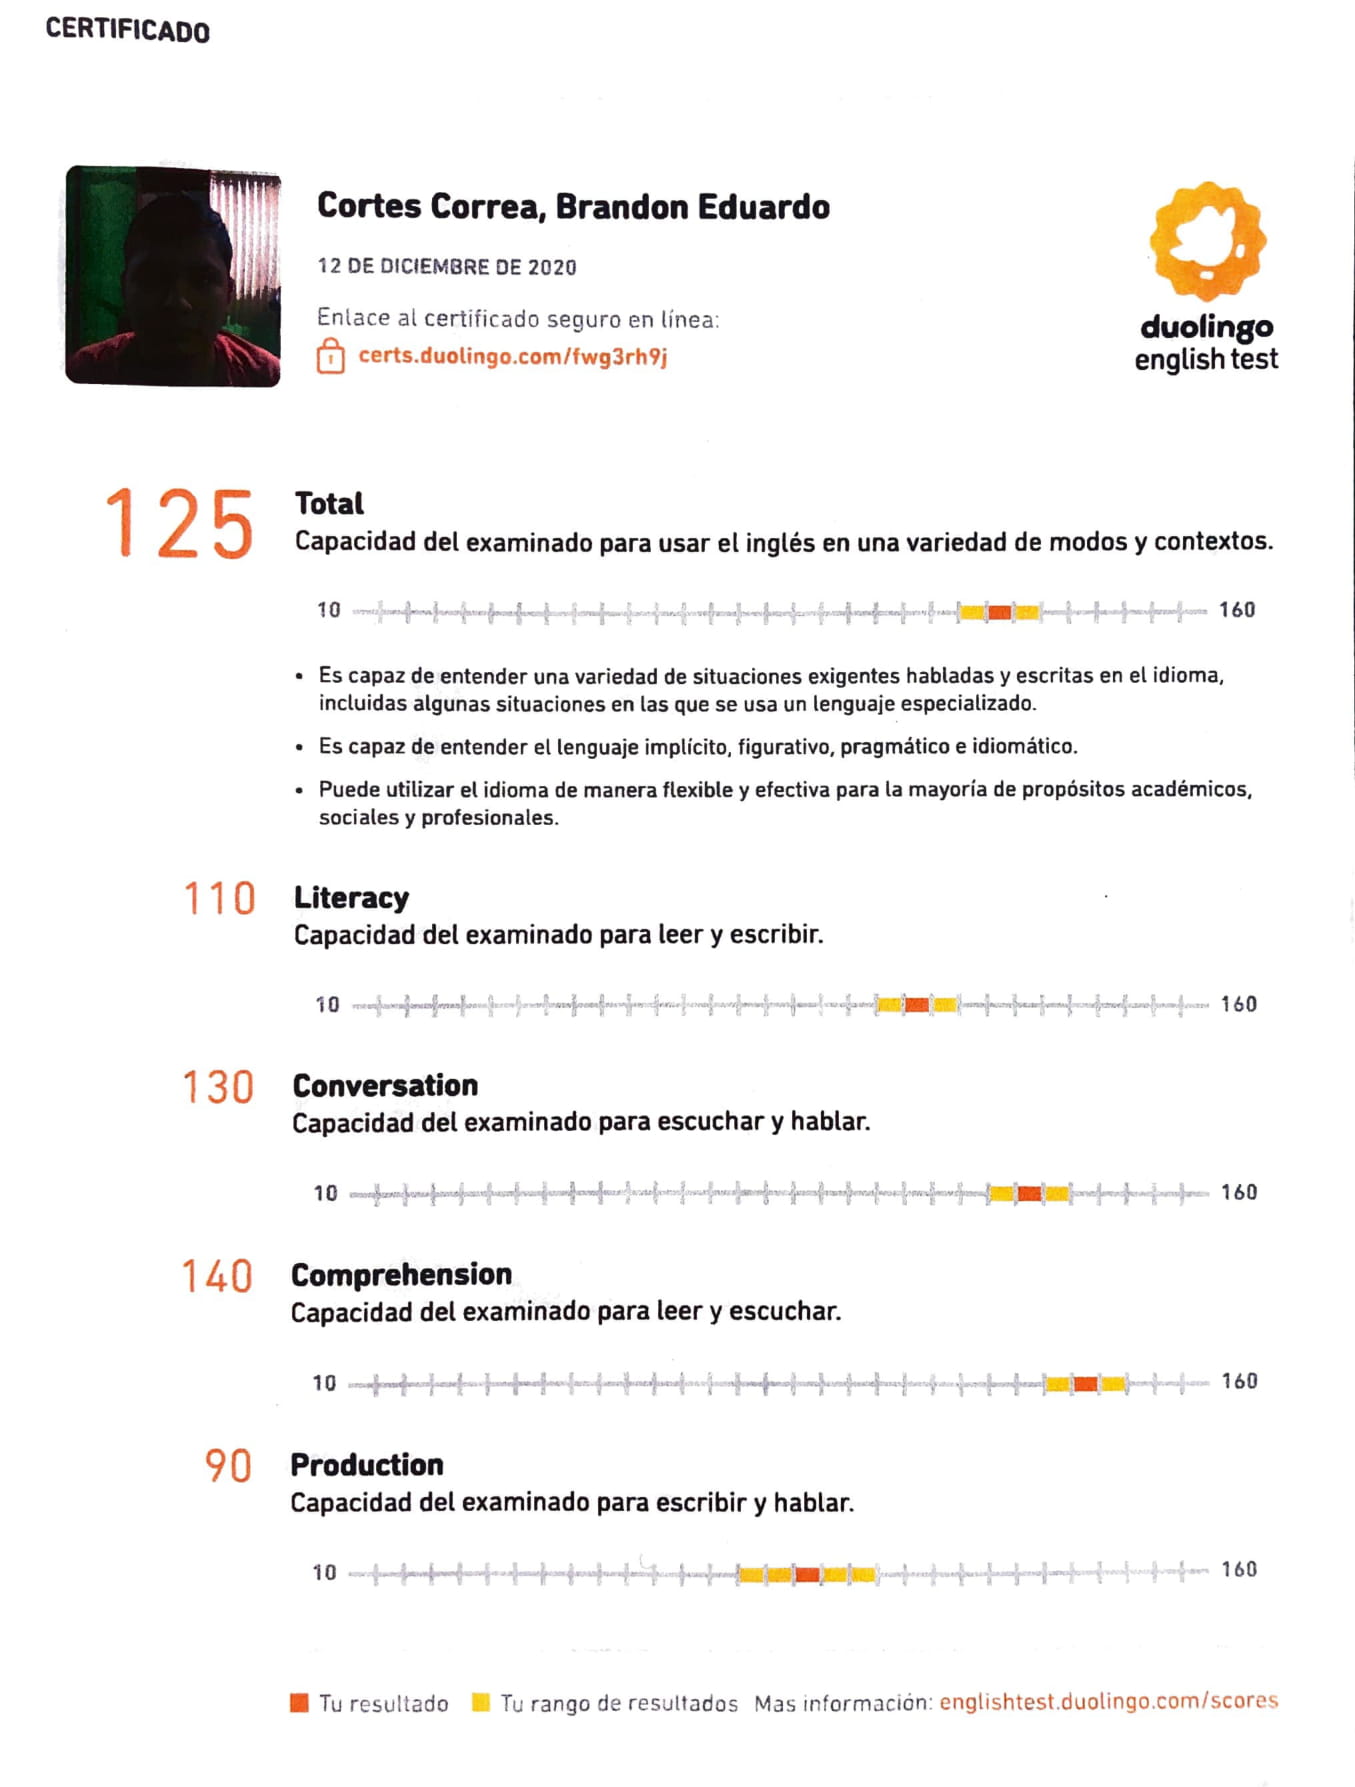 CERTIFICADO
Cortes Correa, Brandon Eduardo
12 DE DICIEMBRE DE 2020
Enlace al certificado seguro en línea:
certs.duolingo.com/fwg3rh9j
duolingo
english test
125
Total
Capacidad del examinado para usar el inglés en una variedad de modos y contextos.
10 160
• Es capaz de entender una variedad de situaciones exigentes habladas y escritas en el idioma,
incluidas algunas situaciones en las que se usa un lenguaje especializado.
• Es capaz de entender el lenguaje implícito, figurativo, pragmático e idiomático.
• Puede utilizar el idioma de manera flexible y efectiva para la mayoría de propósitos académicos,
sociales y profesionales.
110
Literacy
Capacidad del examinado para leer y escribir.
10 160
130
Conversation
Capacidad del examinado para escuchar y hablar.
10 160
140
Comprehension
Capacidad del examinado para leer y escuchar.
10 160
90
Production
Capacidad del examinado para escribir y hablar.
10 160
Tu resultado Tu rango de resultados Mas información: englishtest.duolingo.com/scores